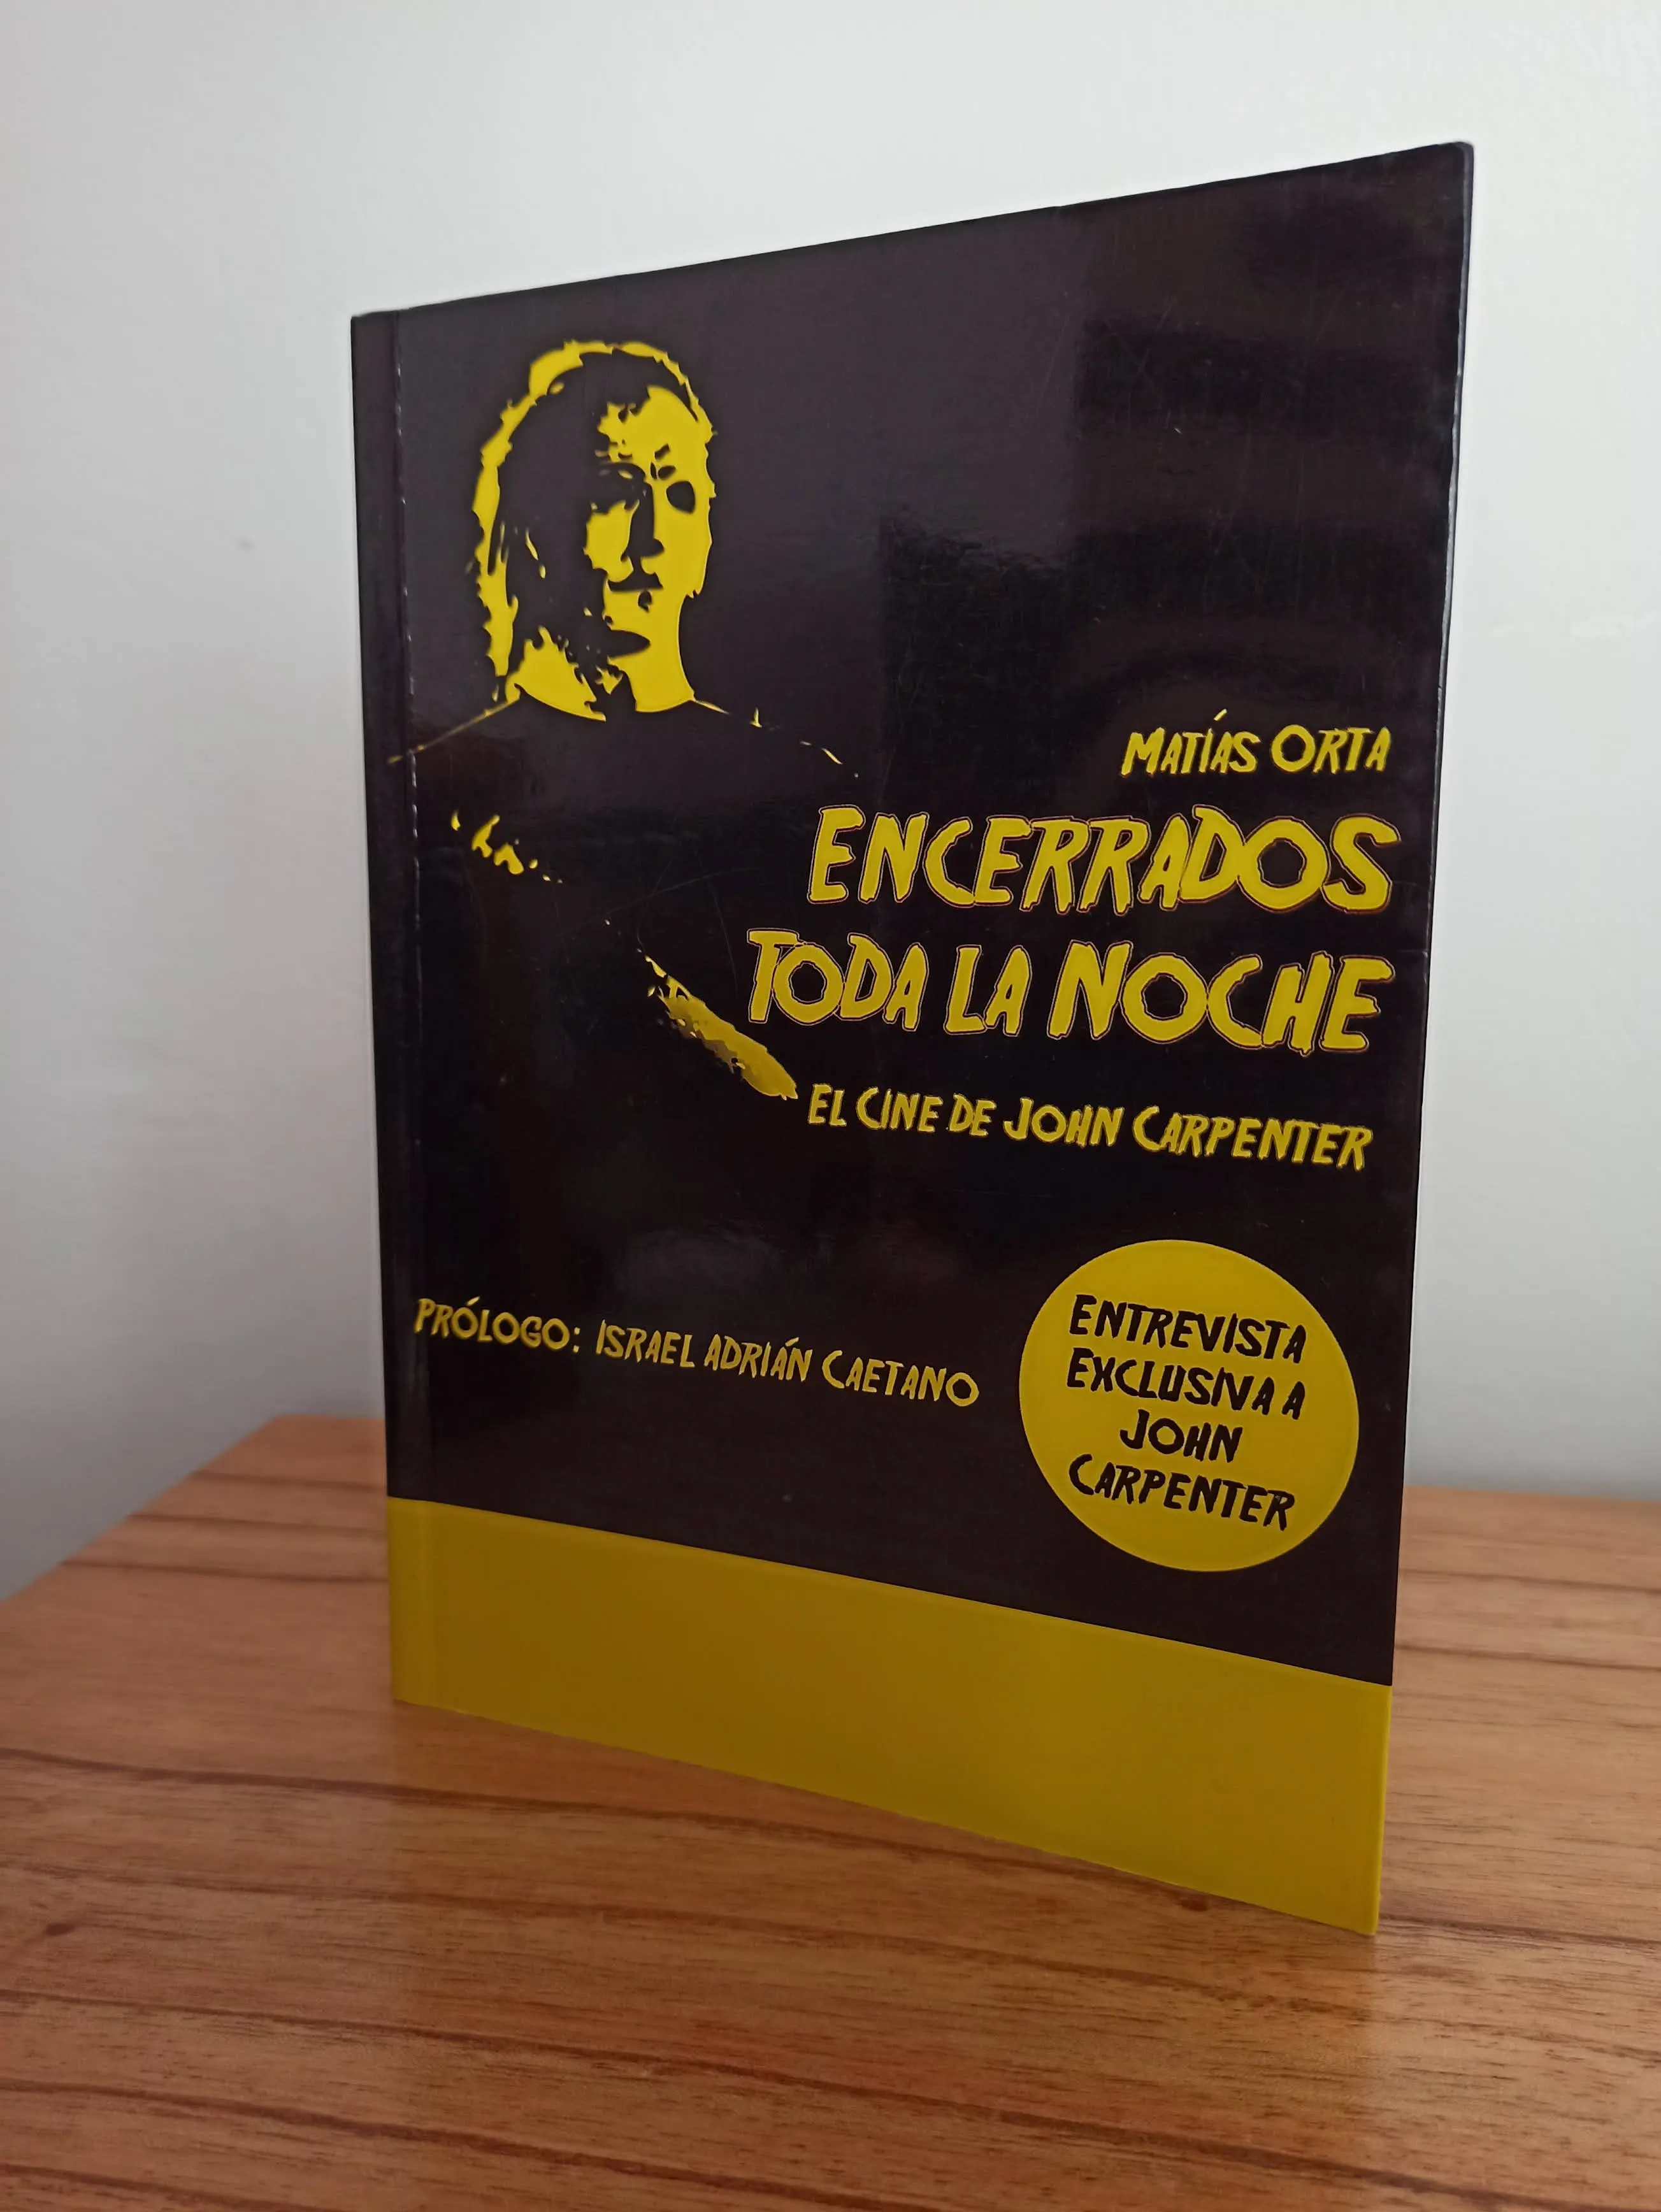 MATÍAS ORTA
ENCERRADOS
TODA LA NOCHE
EL CINE DE JOHN CARPENTER
PRÓLOGO: ISRAEL ADRIÁN CAETANO
ENTREVISTA
EXCLUSIVA A
JOHN
CARPENTER